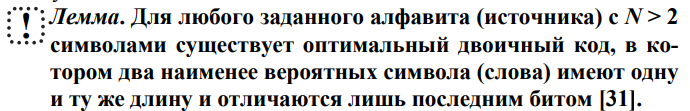 ! Лемма. Для любого заданного алфавита (источника) с N > 2
символами существует оптимальный двоичный код, в ко-
тором два наименее вероятных символа (слова) имеют одну
и ту же длину и отличаются лишь последним битом [31].